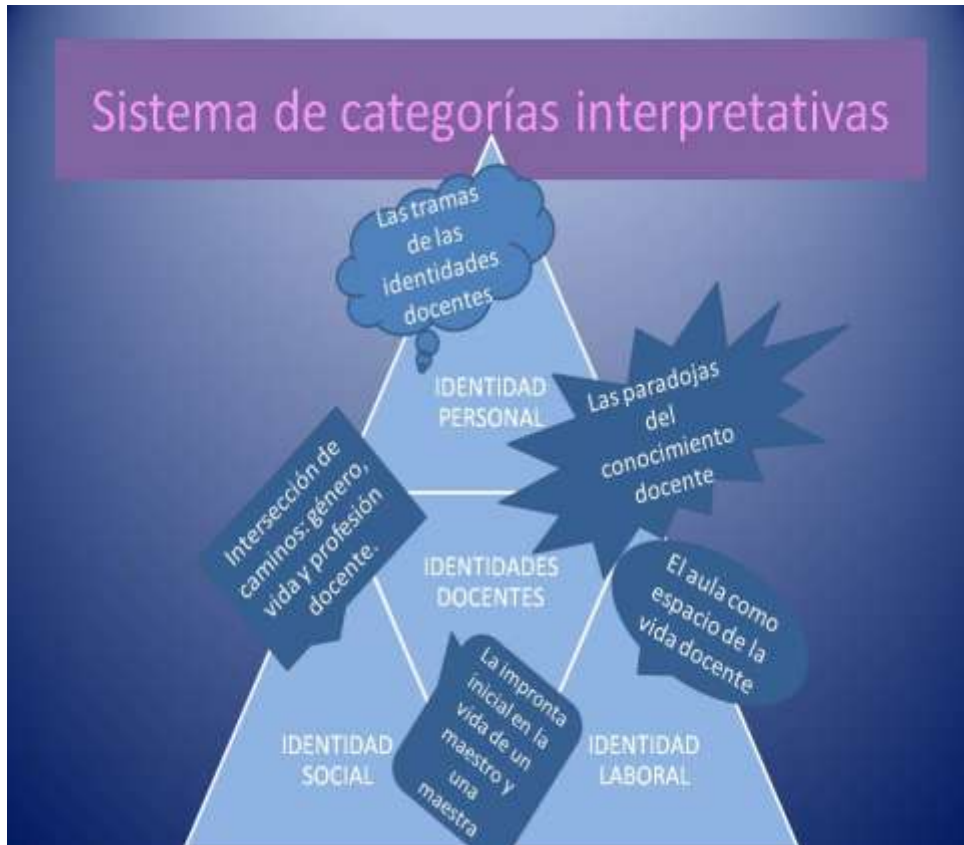 Sistema de categorías interpretativas
Las tramas
de las
identidades
docentes
IDENTIDAD
PERSONAL
Las paradojas
del
conocimiento
docente
Intersección de
caminos: género,
vida y profesión
docente.
IDENTIDADES
DOCENTES
El aula como
espacio de la
vida docente
La impronta
inicial en la
vida de un
maestro y
una
maestra
IDENTIDAD
SOCIAL
IDENTIDAD
LABORAL